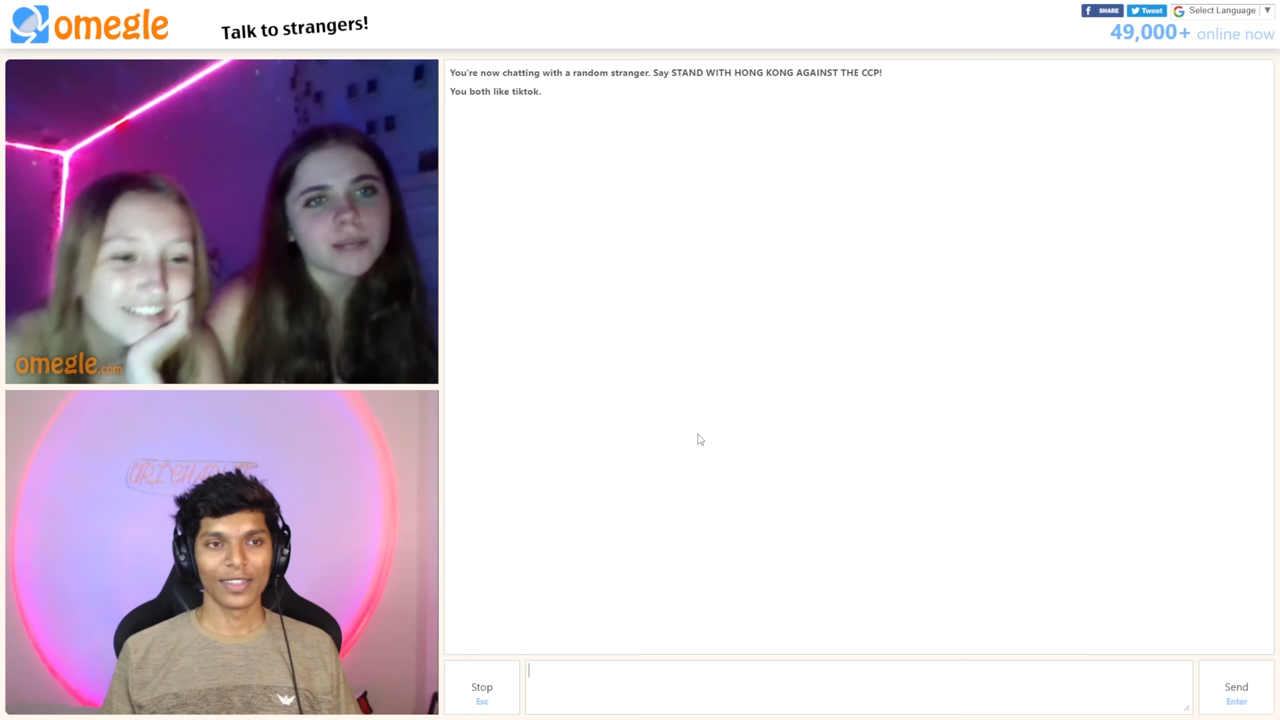 omegle
Talk to strangers!
SHARE
Tweet
Select Language ▼
49,000+ online now
You're now chatting with a random stranger. Say STAND WITH HONG KONG AGAINST THE CCP!
You both like tiktok.
omegle.com
Stop
Esc
Send
Enter